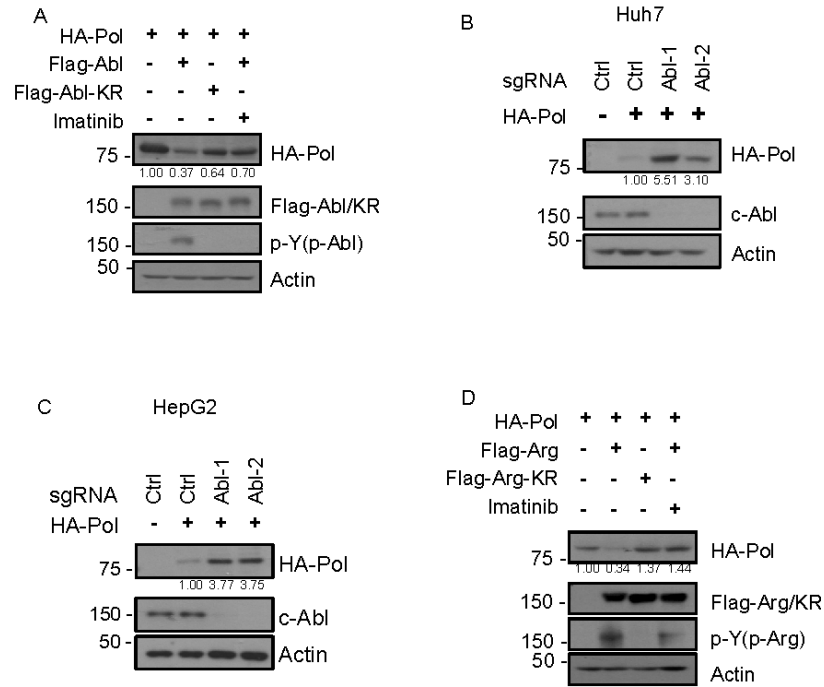 A
HA-Pol + + + +
Flag-Abl - + - +
Flag-Abl-KR - - + -
Imatinib - - - +
75 - HA-Pol
1.00 0.37 0.64 0.70
150 - Flag-Abl/KR
150 - p-Y(p-Abl)
50 - Actin
B
Huh7
sgRNA Ctrl Ctrl Abl-1 Abl-2
HA-Pol - + + +
75 - HA-Pol
1.00 5.51 3.10
150 - c-Abl
50 - Actin
C
HepG2
sgRNA Ctrl Ctrl Abl-1 Abl-2
HA-Pol - + + +
75 - HA-Pol
1.00 3.77 3.75
150 - c-Abl
50 - Actin
D
HA-Pol + + + +
Flag-Arg - + - +
Flag-Arg-KR - - + -
Imatinib - - - +
75 - HA-Pol
1.00 0.34 1.37 1.44
150 - Flag-Arg/KR
150 - p-Y(p-Arg)
50 - Actin